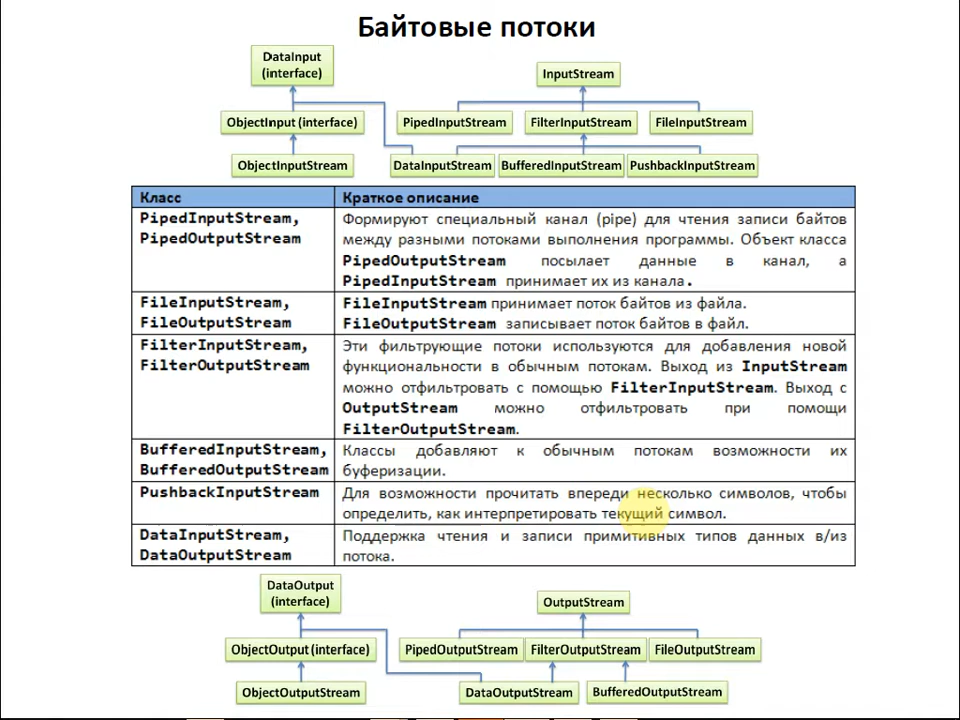 Байтовые потоки
DataInput
(interface)
InputStream
ObjectInput (interface)
PipedInputStream
FilterInputStream
FileInputStream
ObjectInputStream
DataInputStream
BufferedInputStream
PushbackInputStream
Класс
Краткое описание
PipedInputStream,
PipedOutputStream
Формируют специальный канал (pipe) для чтения записи байтов
между разными потоками выполнения программы. Объект класса
PipedOutputStream посылает данные в канал, а
PipedInputStream принимает их из канала.
FileInputStream,
FileOutputStream
FileInputStream принимает поток байтов из файла.
FileOutputStream записывает поток байтов в файл.
FilterInputStream,
FilterOutputStream
Эти фильтрующие потоки используются для добавления новой
функциональности в обычным потокам. Выход из InputStream
можно отфильтровать с помощью FilterInputStream. Выход с
OutputStream можно отфильтровать при помощи
FilterOutputStream.
BufferedInputStream,
BufferedOutputStream
Классы добавляют к обычным потокам возможности их
буферизации.
PushbackInputStream
Для возможности прочитать впереди несколько символов, чтобы
определить, как интерпретировать текущий символ.
DataInputStream,
DataOutputStream
Поддержка чтения и записи примитивных типов данных в/из
потока.
DataOutput
(interface)
OutputStream
ObjectOutput (interface)
PipedOutputStream
FilterOutputStream
FileOutputStream
ObjectOutputStream
DataOutputStream
BufferedOutputStream